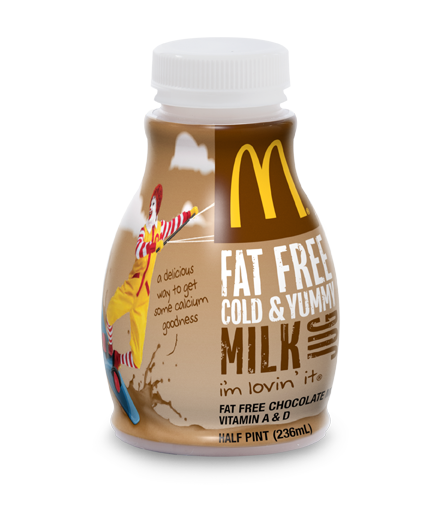 a delicious
way to get
some calcium
goodness
FAT FREE
COLD & YUMMY
MILK
JUG
i'm lovin' it®
FAT FREE CHOCOLATE
VITAMIN A & D
HALF PINT (236mL)